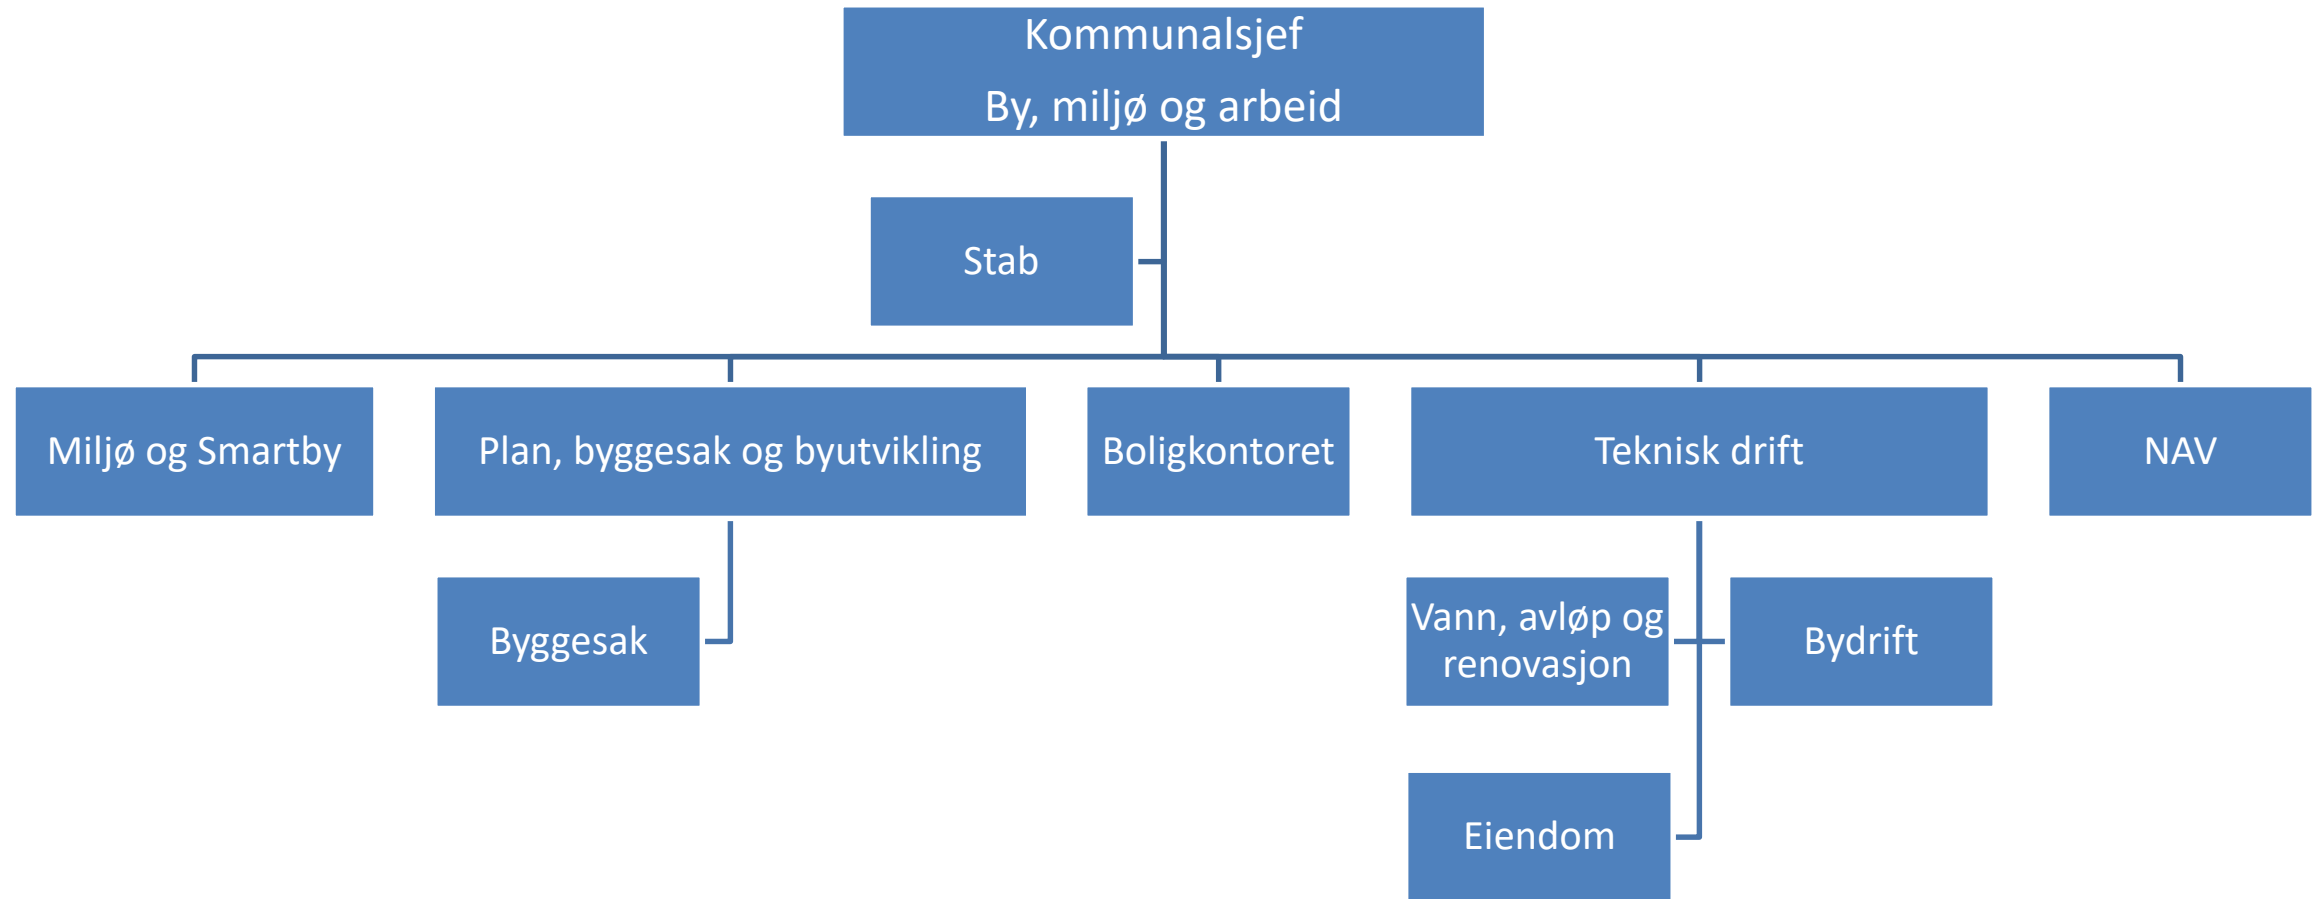 Kommunalsjef
By, miljø og arbeid
Stab
Miljø og Smartby
Plan, byggesak og byutvikling
Boligkontoret
Teknisk drift
NAV
Byggesak
Vann, avløp og
renovasjon
Bydrift
Eiendom